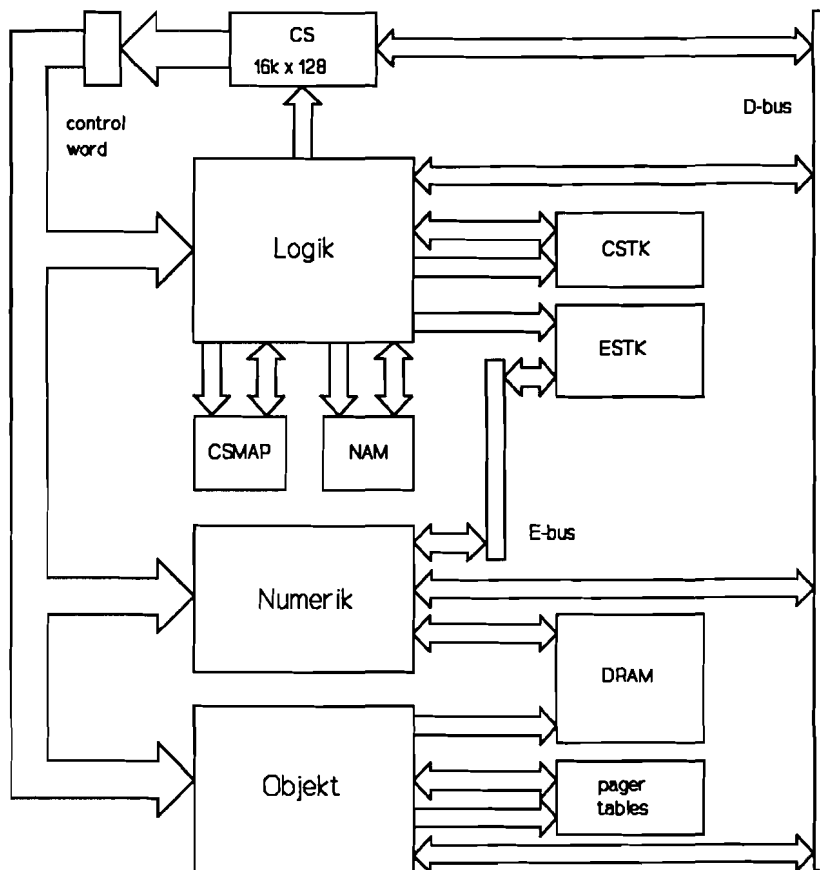 CS
16k x 128
control
word
D-bus
Logik
CSTK
ESTK
CSMAP
NAM
E-bus
Numerik
DRAM
Objekt
pager
tables